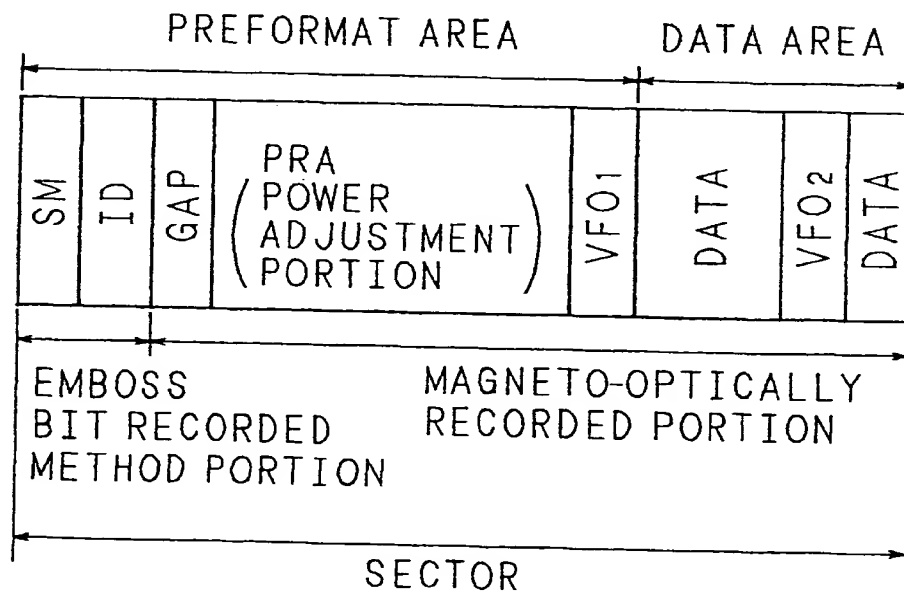 PREFORMAT AREA
DATA AREA
SM
ID
GAP
PRA
POWER
ADJUSTMENT
PORTION
VFO1
DATA
VFO2
DATA
EMBOSS
BIT RECORDED
METHOD PORTION
MAGNETO-OPTICALLY
RECORDED PORTION
SECTOR